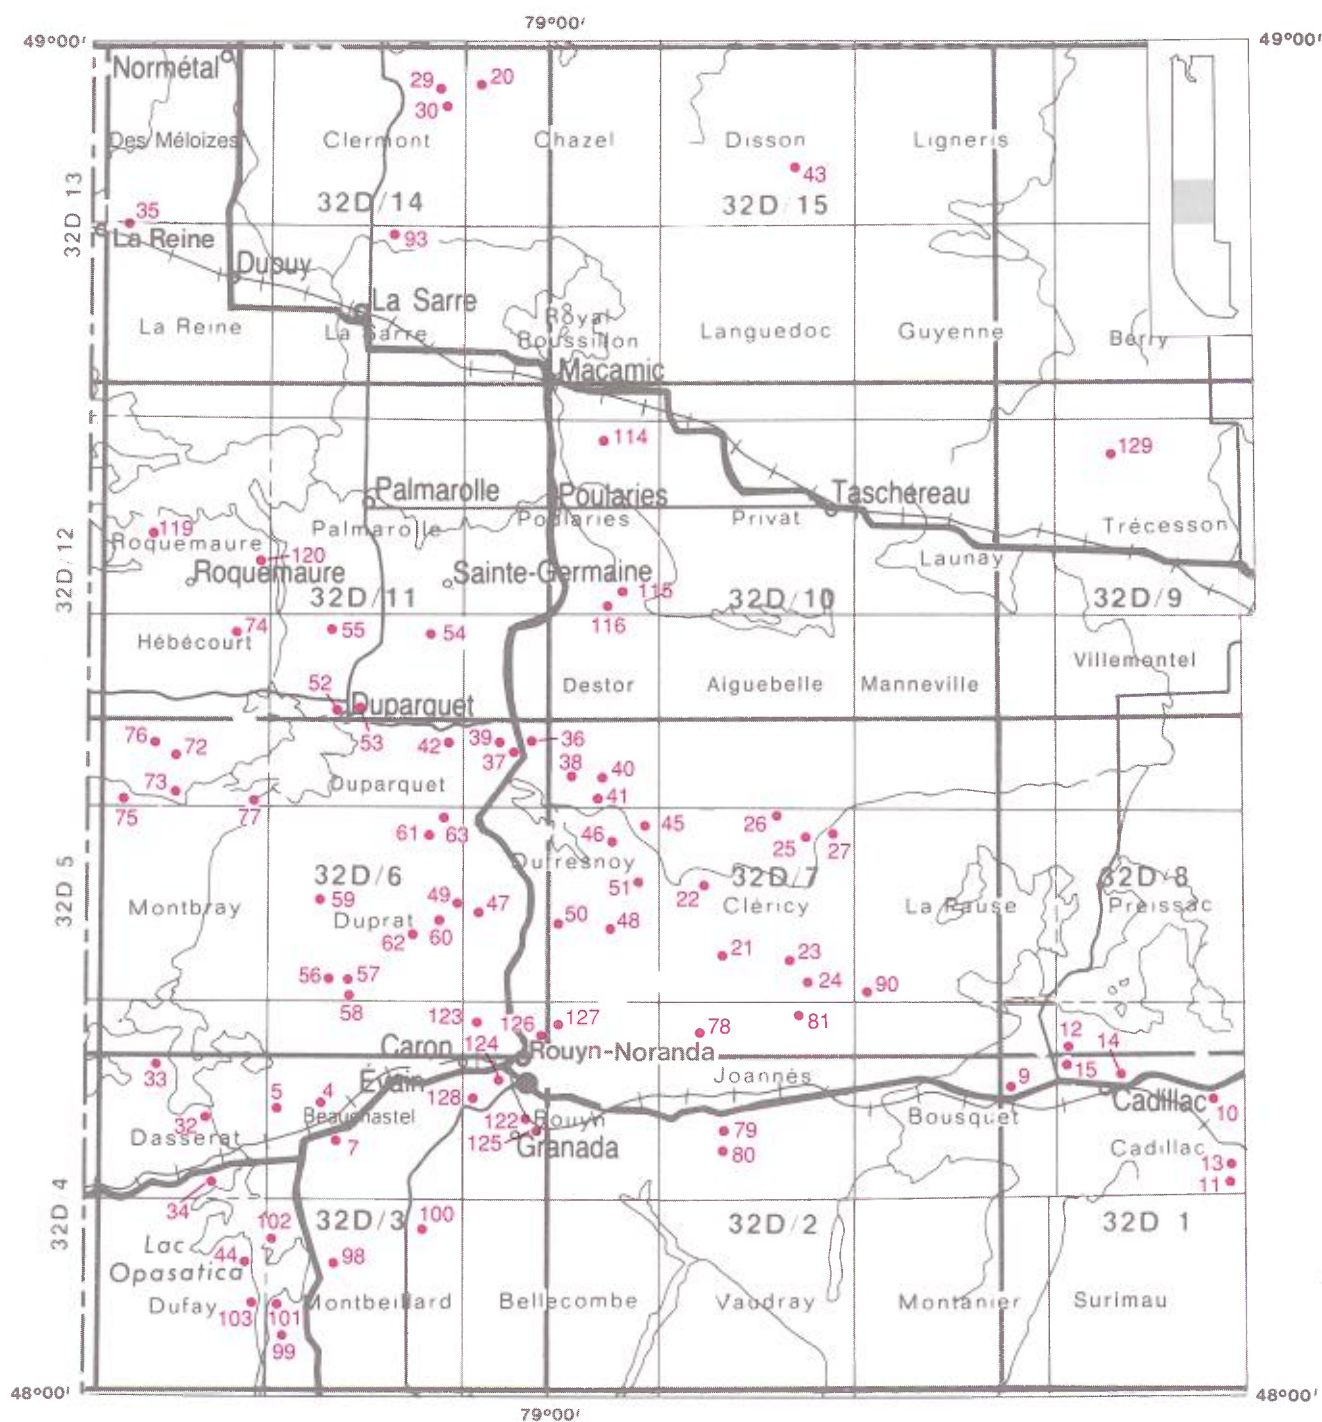 79°00'
49°00'
49°00'
Normétal
29
20
30
Des Méloizes
Clermont
Chazel
Disson
Ligneris
43
32D 13
32D/14
32D 15
35
La Reine
93
Dupuy
La Sarre
La Reine
La Sarre
Royal
Roussillon
Languedoc
Guyenne
Berry
Macamic
114
129
Palmarolle
Poularies
Taschereau
119
Roquemaure
Palmarolle
Poularies
Privat
Trécesson
32D/12
120
Launay
Roquemaure
Sainte-Germaine
115
32D/11
32D/10
32D/9
116
74
55
54
Hébécourt
Villemontel
52
Destor
Aiguebelle
Manneville
Duparquet
76
72
53
42
39
36
37
73
Duparquet
38
40
75
77
41
61
63
46
45
26
25
27
32D/5
32D/6
Dufresnoy
32D/7
32D/8
51
22
59
49
47
Montbray
Duprat
Cléricy
La Pause
Preissac
62
60
50
48
21
23
56
57
24
90
58
123
126
127
78
81
124
12
14
Caron
Rouyn-Noranda
33
Évain
Joannès
15
9
5
4
128
Cadillac
10
32
Beauchastel
122
Rouyn
Bousquet
Dasserat
7
125
Granada
79
80
Cadillac
13
11
32D 4
34
102
32D/3
100
32D/2
32D 1
Lac
Opasatica
44
98
Dufay
103
101
Montbeillard
Bellecombe
Vaudray
Montanier
Surimau
99
48°00'
48°00'
79°00'